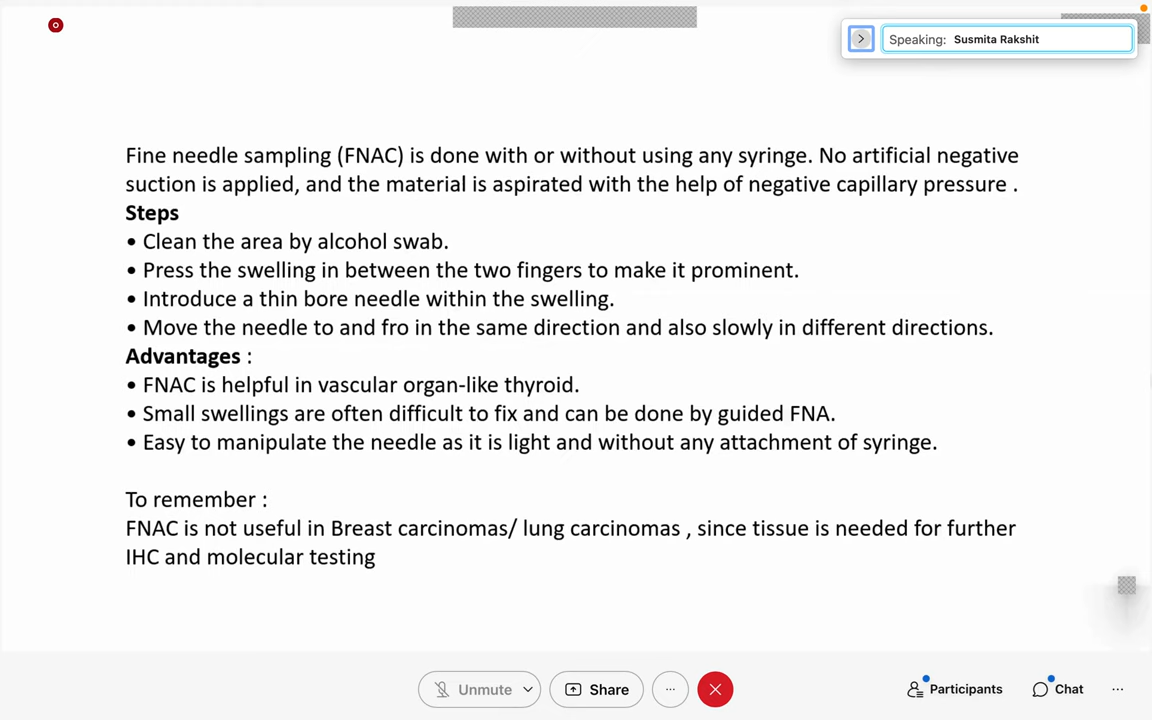 Speaking: Susmita Rakshit
Fine needle sampling (FNAC) is done with or without using any syringe. No artificial negative
suction is applied, and the material is aspirated with the help of negative capillary pressure .
Steps
• Clean the area by alcohol swab.
• Press the swelling in between the two fingers to make it prominent.
• Introduce a thin bore needle within the swelling.
• Move the needle to and fro in the same direction and also slowly in different directions.
Advantages :
• FNAC is helpful in vascular organ-like thyroid.
• Small swellings are often difficult to fix and can be done by guided FNA.
• Easy to manipulate the needle as it is light and without any attachment of syringe.
To remember :
FNAC is not useful in Breast carcinomas/ lung carcinomas , since tissue is needed for further
IHC and molecular testing
Unmute Share Participants Chat